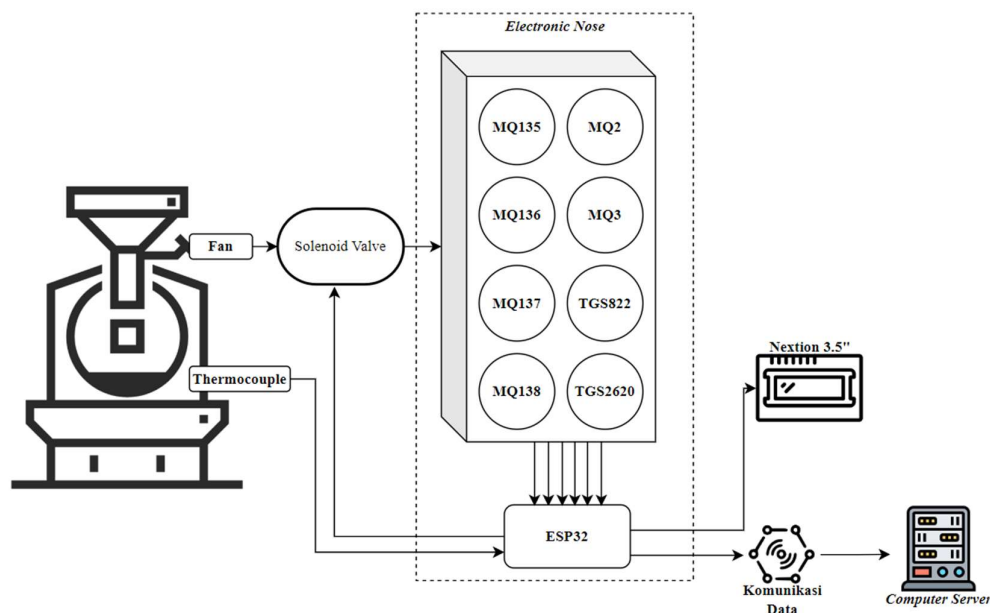 Electronic Nose
MQ135
MQ2
MQ136
MQ3
Fan
Solenoid Valve
MQ137
TGS822
Nextion 3.5"
Thermocouple
MQ138
TGS2620
ESP32
Komunikasi
Data
Computer Server